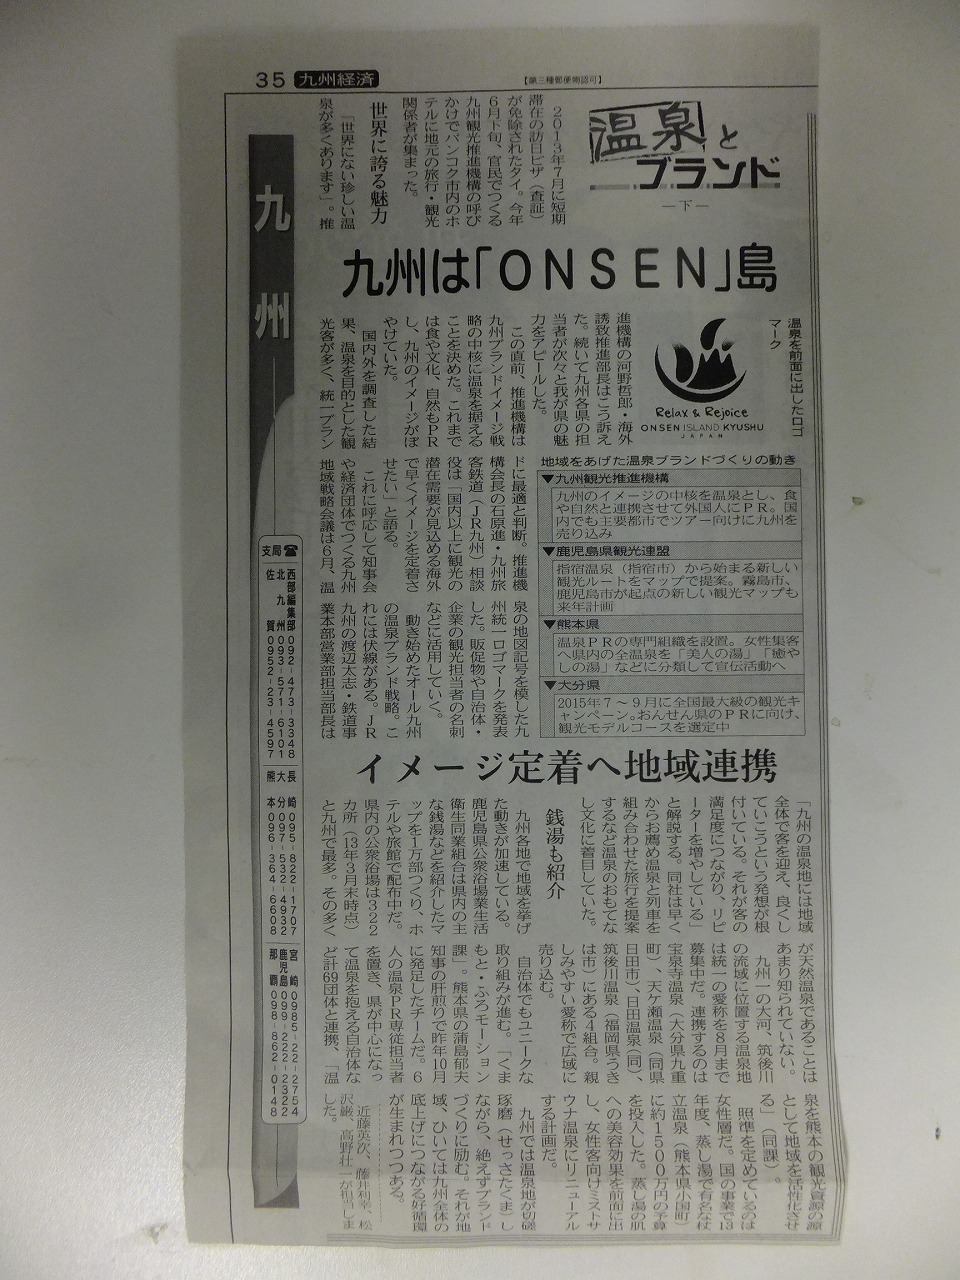 35 九州経済
【第三種郵便物認可】
温泉と
ブランド
―下―
2013年7月に短期
滞在の訪日ビザ(査証)
が免除されたタイ。今年
6月下旬、官民でつくる
九州観光推進機構の呼び
かけでバンコク市内のホ
テルに地元の旅行・観光
関係者が集まった。
世界に誇る魅力
「世界にない珍しい温
泉が多くあります」。推
九州は「ONSEN」島
温泉を前面に出したロゴ
マーク
Relax & Rejoice
ONSEN ISLAND KYUSHU
JAPAN
進機構の河野哲郎・海外
誘致推進部長はこう訴え
た。続いて九州各県の担
当者が次々と我が県の魅
力をアピールした。
この直前、推進機構は
九州ブランドイメージ戦
略の中核に温泉を据える
ことを決めた。これまで
は食や文化、自然もPR
し、九州のイメージがぼ
やけていた。
国内外を調査した結
果、温泉を目的とした観
光客が多く、統一ブラン
ドに最適と判断。推進機
構会長の石原進・九州旅
客鉄道(JR九州)相談
役は「国内以上に観光の
潜在需要が見込める海外
で早くイメージを定着さ
せたい」と語る。
これに呼応して知事会
や経済団体でつくる九州
地域戦略会議は6月、温
泉の地図記号を模した九
州統一ロゴマークを発表
した。販促物や自治体・
企業の観光担当者の名刺
などに活用していく。
動き始めたオール九州
の温泉ブランド戦略。こ
れには伏線がある。JR
九州の渡辺太志・鉄道事
業本部営業部担当部長は
地域をあげた温泉ブランドづくりの動き
▼九州観光推進機構
九州のイメージの中核を温泉とし、食
や自然と連携させて外国人にPR。国
内でも主要都市でツアー向けに九州を
売り込み
▼鹿児島県観光連盟
指宿温泉(指宿市)から始まる新しい
観光ルートをマップで提案。霧島市、
鹿児島市が起点の新しい観光マップも
来年計画
▼熊本県
温泉PRの専門組織を設置。女性集客
へ県内の全温泉を「美人の湯」「癒や
しの湯」などに分類して宣伝活動へ
▼大分県
2015年7～9月に全国最大級の観光キ
ャンペーン。おんせん県のPRに向け、
観光モデルコースを選定中
イメージ定着へ地域連携
「九州の温泉地には地域
全体で客を迎え、良くし
ていこうという発想が根
付いている。それが客の
満足度につながり、リピ
ーターを増やしている」
と解説する。同社は早く
からお薦め温泉と列車を
組み合わせた旅行を提案
するなど温泉のおもてな
し文化に着目していた。
銭湯も紹介
九州各地で地域を挙げ
た動きが加速している。
鹿児島県公衆浴場業生活
衛生同業組合は県内の主
な銭湯などを紹介したマ
ップを1万部つくり、ホ
テルや旅館で配布中だ。
県内の公衆浴場は322
カ所(13年3月末時点)
と九州で最多。その多く
が天然温泉であることは
あまり知られていない。
九州一の大河、筑後川
の流域に位置する温泉地
は統一の愛称を8月まで
募集中だ。連携するのは
宝泉寺温泉(大分県九重
町)、天ケ瀬温泉(同県
日田市)、日田温泉(同)、
筑後川温泉(福岡県うき
は市)にある4組合。親
しみやすい愛称で広域に
売り込む。
自治体でもユニークな
取り組みが進む。「くま
もと・ふろモーション
課」。熊本県の蒲島郁夫
知事の肝煎りで昨年10月
に発足したチームだ。6
人の温泉PR専従担当者
を置き、県が中心になっ
て温泉を抱える自治体な
ど計69団体と連携、「温
泉を熊本の観光資源の源
として地域を活性化させ
る」(同課)。
照準を定めているのは
女性層だ。国の事業で13
年度、蒸し湯で有名な杖
立温泉(熊本県小国町)
に約1500万円の予算
を投入した。蒸し湯の肌
への美容効果を前面に出
し、女性客向けミストサ
ウナ温泉にリニューアル
する計画だ。
九州では温泉地が切磋
琢磨(せっさたくま)し
ながら、絶えずブランド
づくりに励む。それが地
域、ひいては九州全体の
底上げにつながる好循環
が生まれつつある。
近藤英次、藤井利幸、松
沢巌、高野壮一が担当しま
した。
九州
支局☎
西部編集部 092-473-3348
北九州 093-571-6101
佐賀 0952-23-4597
長崎 095-822-1707
大分 097-532-4932
熊本 096-364-6608
宮崎 0985-22-2754
鹿児島 099-222-2322
那覇 098-862-0148